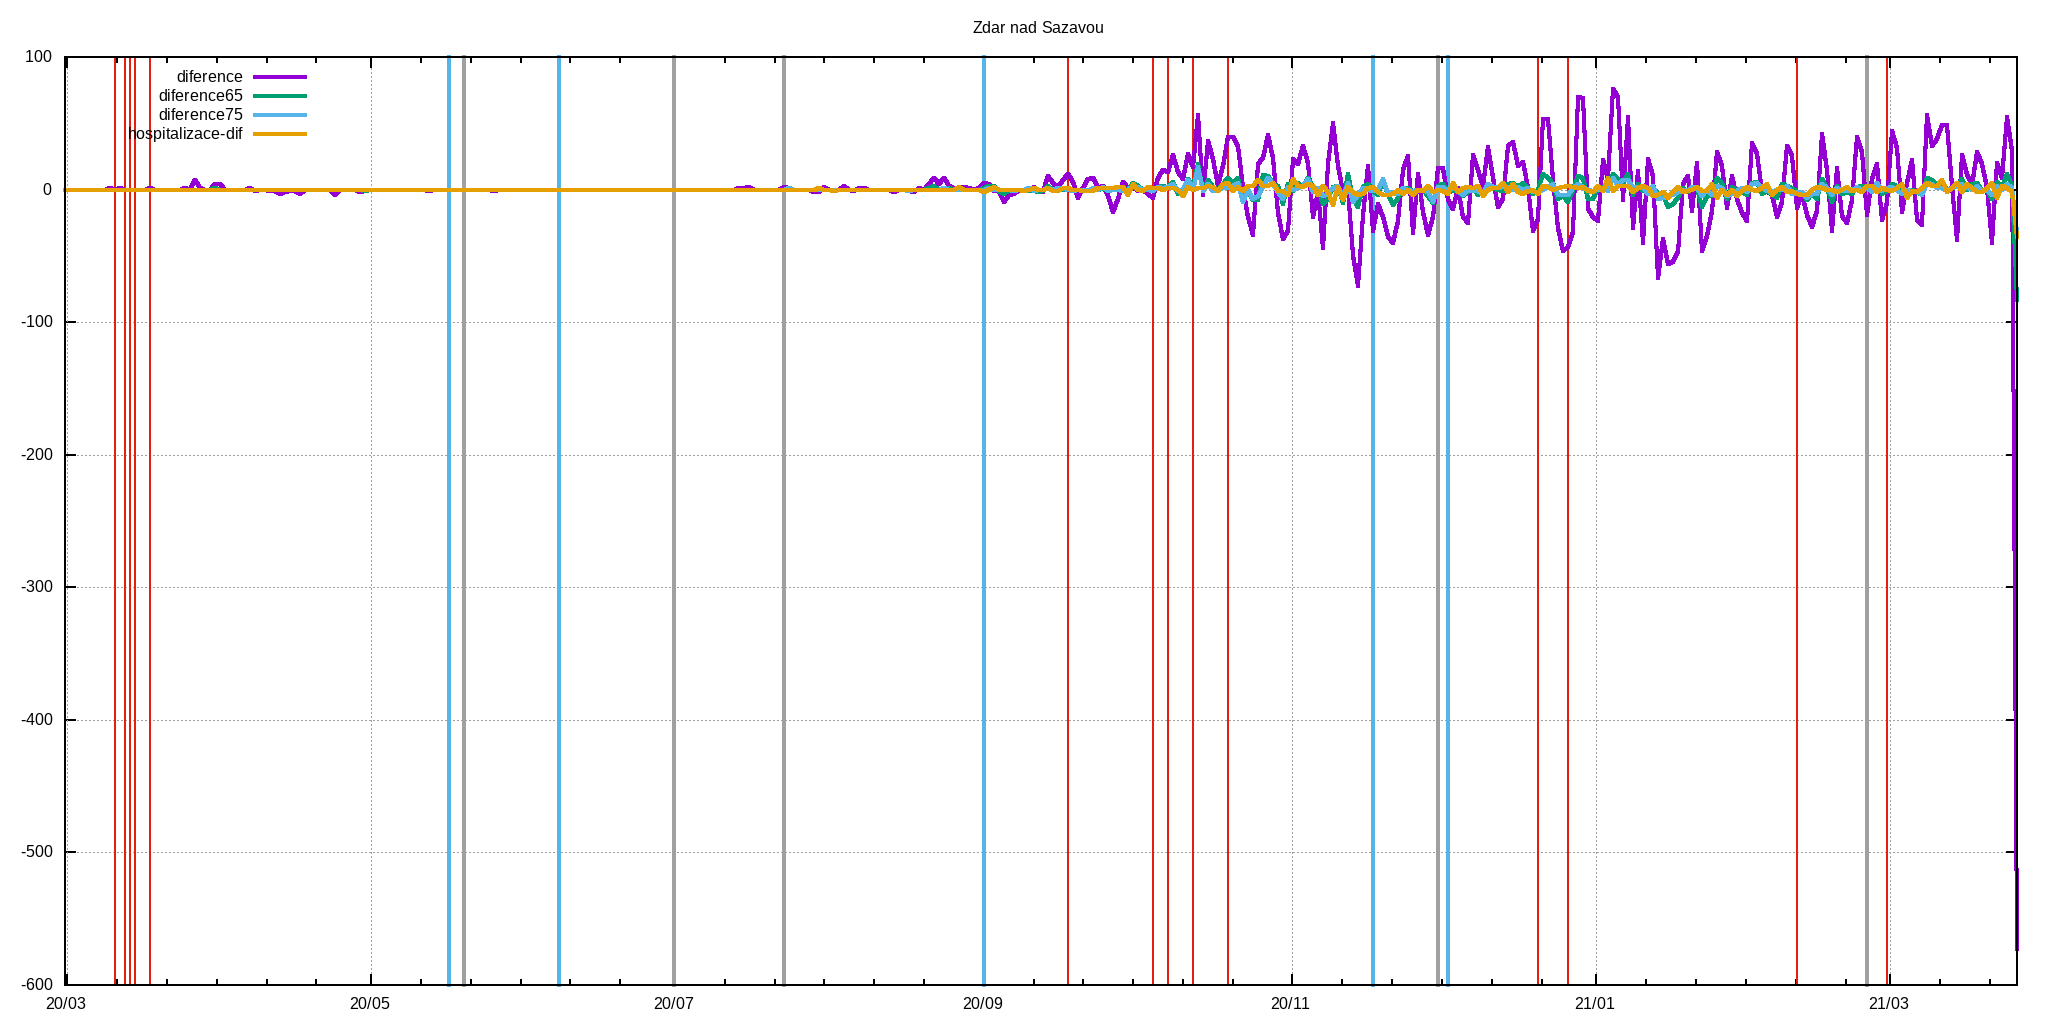 Zdar nad Sazavou
100
diference
diference65
diference75
hospitalizace-dif
0
-100
-200
-300
-400
-500
-600
20/03 20/05 20/07 20/09 20/11 21/01 21/03